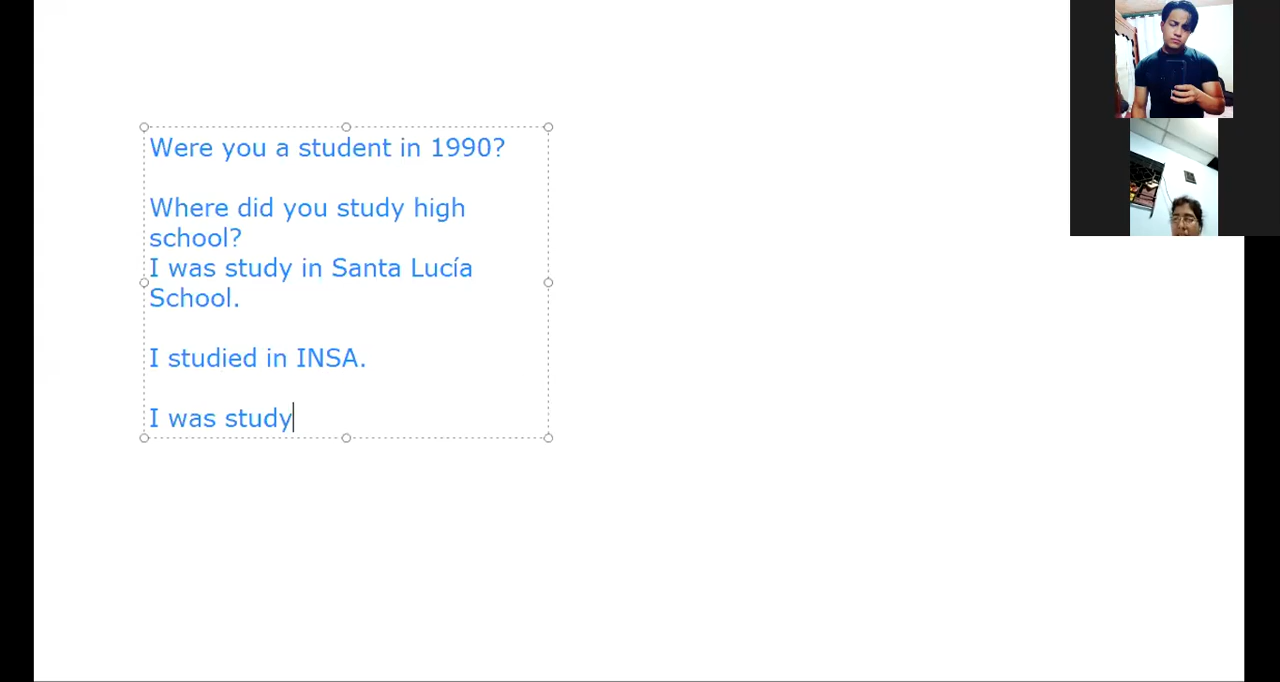 Were you a student in 1990?
Where did you study high
school?
I was study in Santa Lucía
School.
I studied in INSA.
I was study